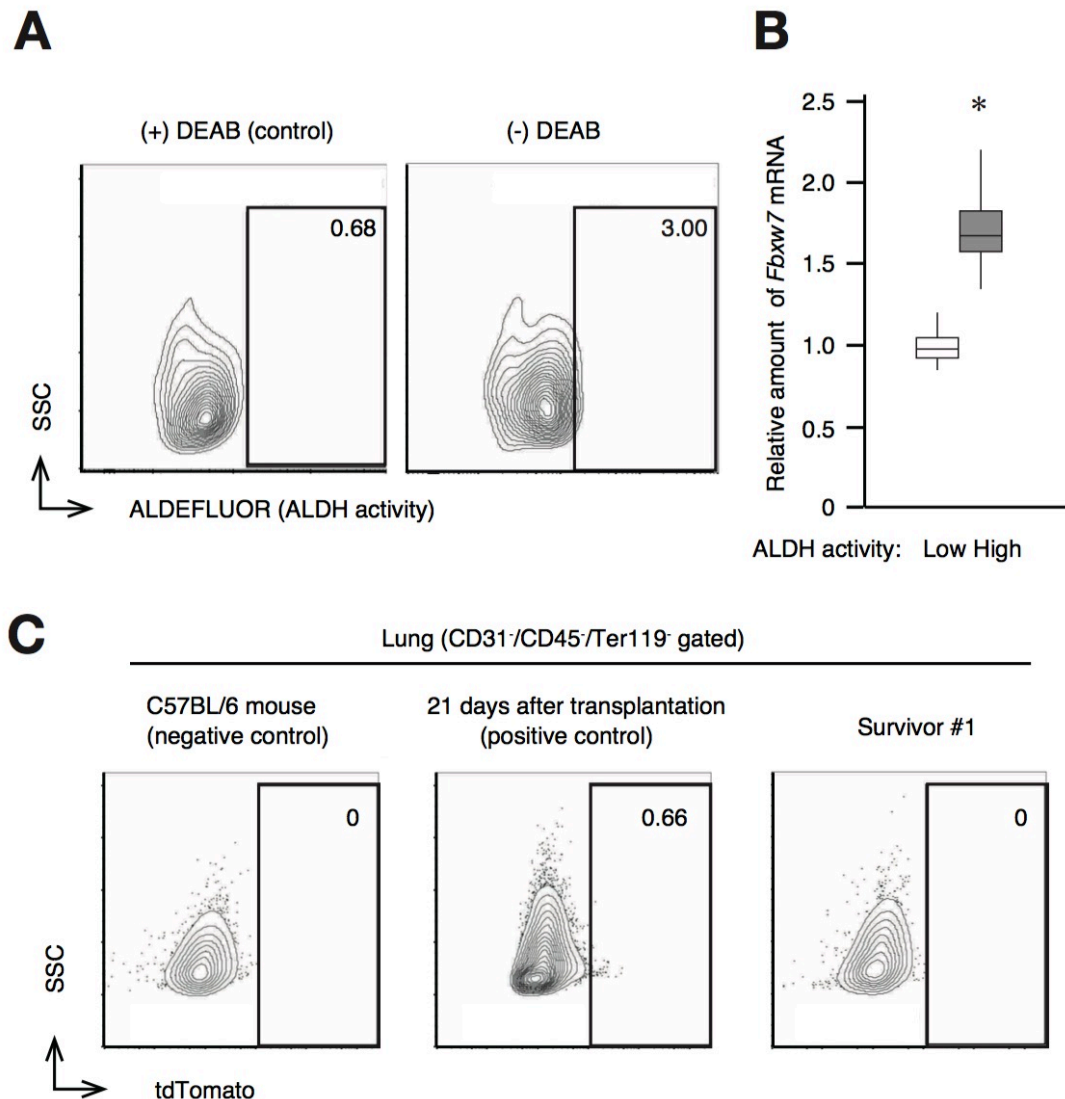 A
(+) DEAB (control)
(-) DEAB
0.68
3.00
SSC
ALDEFLUOR (ALDH activity)
B
2.5
2.0
1.5
1.0
0.5
0
*
Relative amount of Fbxw7 mRNA
ALDH activity: Low High
C
Lung (CD31⁻/CD45⁻/Ter119⁻ gated)
C57BL/6 mouse
(negative control)
21 days after transplantation
(positive control)
Survivor #1
0
0.66
0
SSC
tdTomato